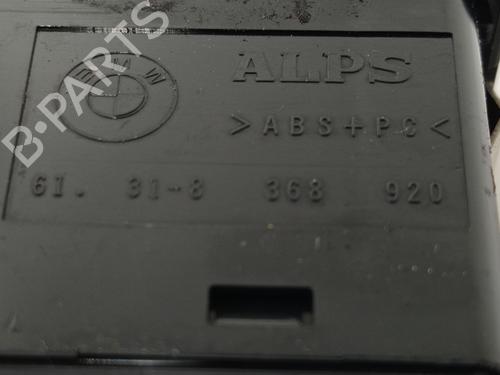 BMW
ALPS
>ABS+PC<
61. 31-8 368 920
B-PARTS